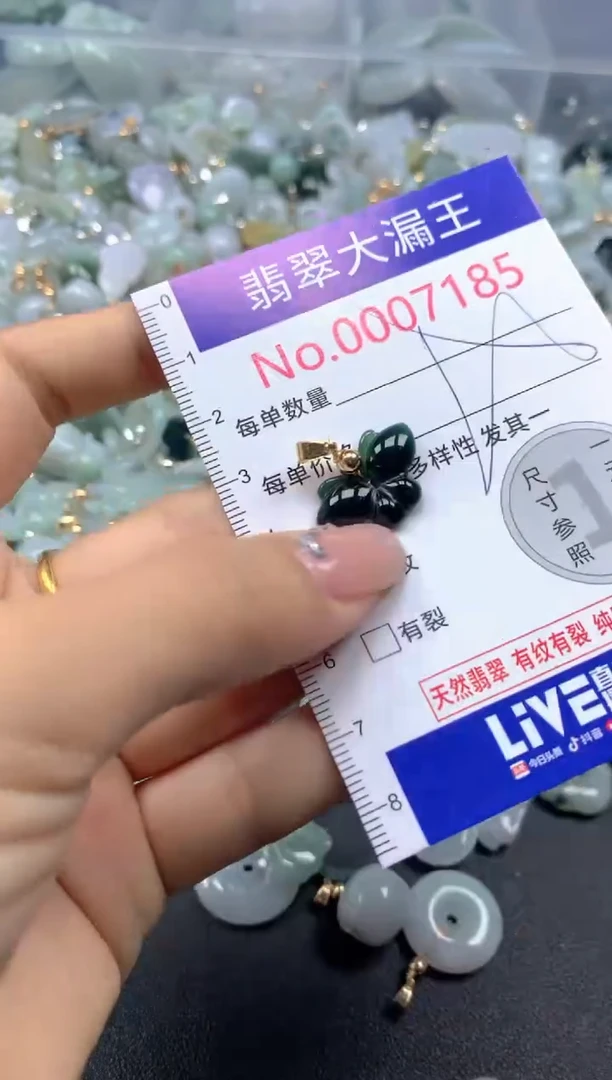 翡翠大漏王
No.0007185
0
1
2
3
6
7
8
每单数量
每单价
多样性 发其一
尺寸参照
有裂
天然翡翠 有纹有裂
LiVE
今日头条 抖音